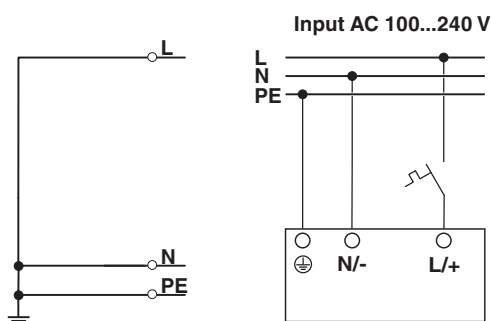 Input AC 100...240 V
L
N
PE
L
N
PE
N/-
L/+